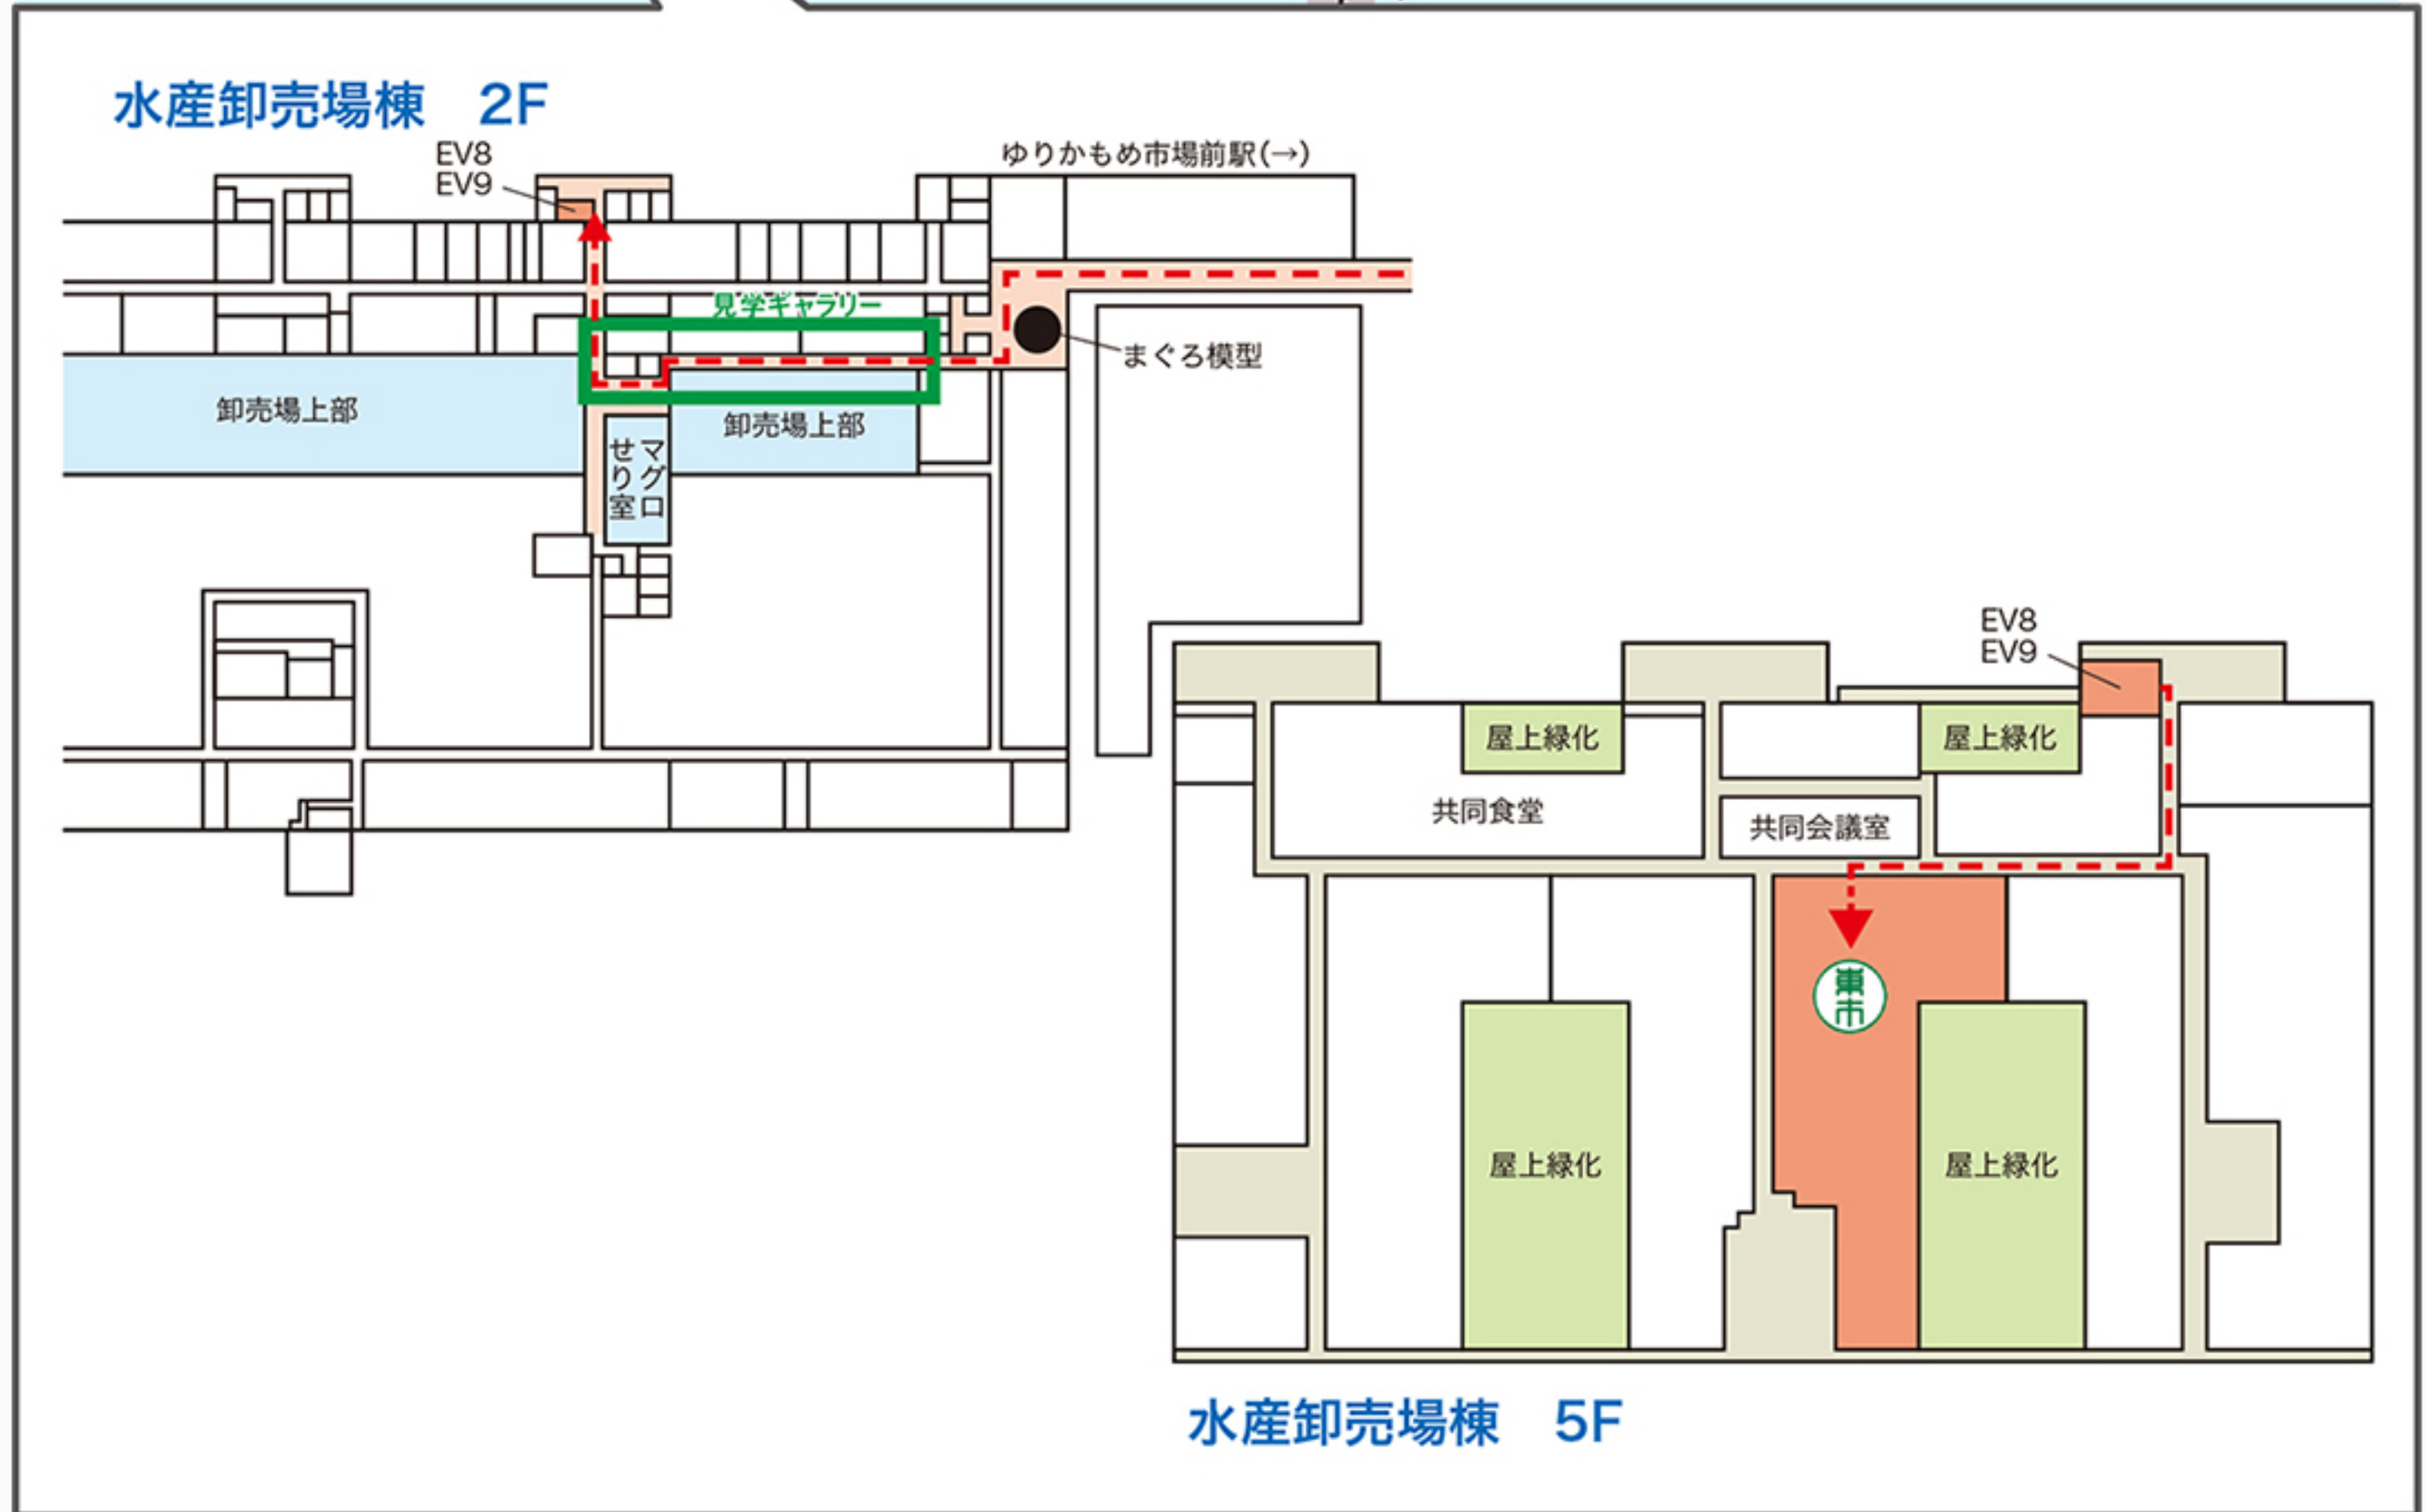 水産卸売場棟　2F
EV8
EV9
ゆりかもめ市場前駅(→)
見学ギャラリー
まぐろ模型
卸売場上部
卸売場上部
マグロ
せり室
EV8
EV9
屋上緑化
屋上緑化
共同食堂
共同会議室
東市
屋上緑化
屋上緑化
水産卸売場棟　5F